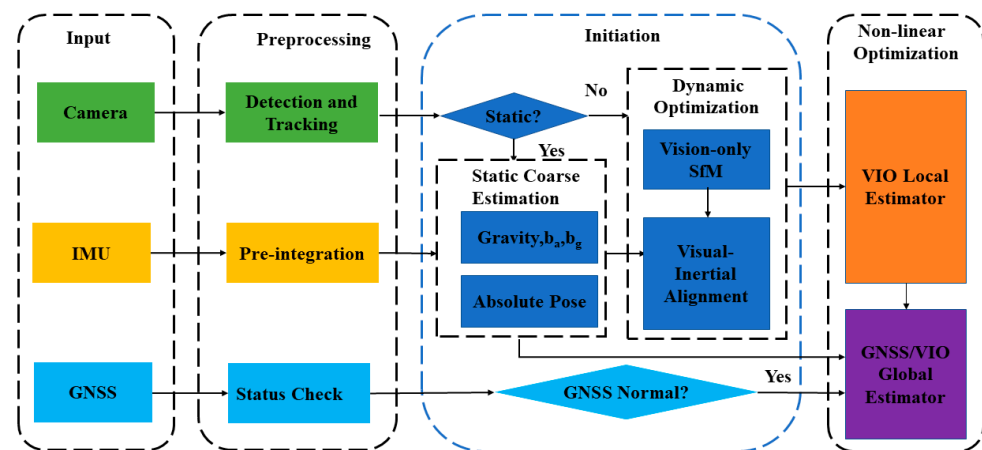 Input
Preprocessing
Initiation
Non-linear
Optimization
Camera
Detection and
Tracking
Static?
No
Yes
Dynamic
Optimization
Vision-only
SfM
Visual-
Inertial
Alignment
Static Coarse
Estimation
Gravity,bₐ,b_g
Absolute Pose
VIO Local
Estimator
IMU
Pre-integration
GNSS
Status Check
GNSS Normal?
Yes
GNSS/VIO
Global
Estimator